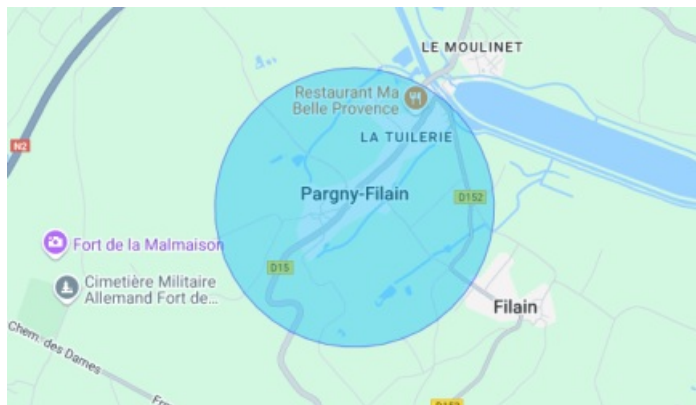 LE MOULINET
Restaurant Ma
Belle Provence
LA TUILERIE
N2
Pargny-Filain
D152
Fort de la Malmaison
D15
Cimetière Militaire
Allemand Fort de...
Filain
Chem. des Dames